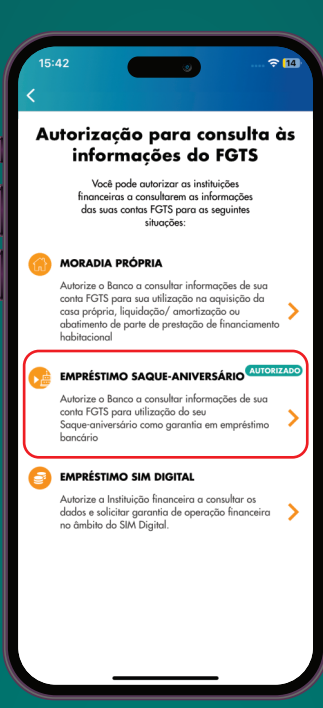 15:42
14
Autorização para consulta às
informações do FGTS
Você pode autorizar as instituições
financeiras a consultarem as informações
das suas contas FGTS para as seguintes
situações:
MORADIA PRÓPRIA
Autorize o Banco a consultar informações de sua
conta FGTS para sua utilização na aquisição da
casa própria, liquidação/ amortização ou
abatimento de parte de prestação de financiamento
habitacional
EMPRÉSTIMO SAQUE-ANIVERSÁRIO AUTORIZADO
Autorize o Banco a consultar informações de sua
conta FGTS para utilização do seu
Saque-aniversário como garantia em empréstimo
bancário
EMPRÉSTIMO SIM DIGITAL
Autorize a Instituição financeira a consultar os
dados e solicitar garantia de operação financeira
no âmbito do SIM Digital.